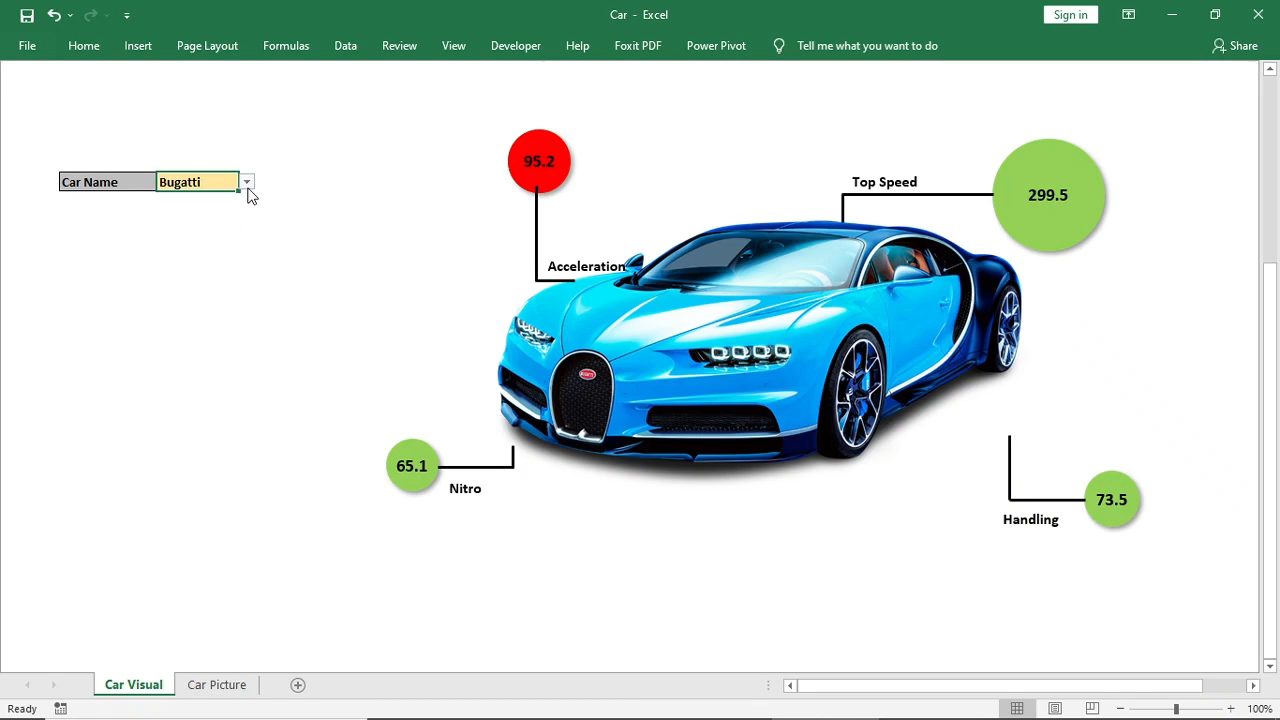 Car - Excel
Sign in
File Home Insert Page Layout Formulas Data Review View Developer Help Foxit PDF Power Pivot Tell me what you want to do Share
95.2
Car Name Bugatti
Top Speed
299.5
Acceleration
65.1
Nitro
73.5
Handling
Car Visual Car Picture
Ready
100%